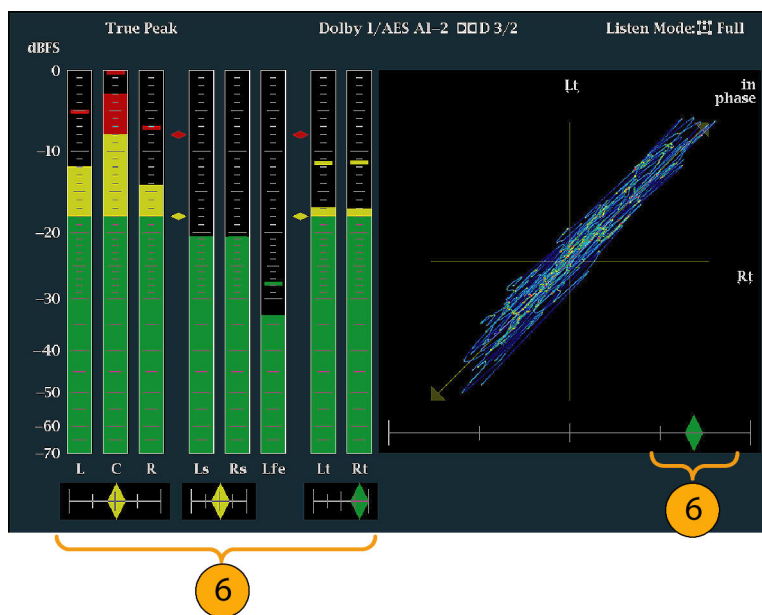 True Peak Dolby 1/AES A1-2 D 3/2 Listen Mode: Full
dBFS
0
-10
-20
-30
-40
-50
-60
-70
L C R Ls Rs Lfe Lt Rt
Lt
in
phase
Rt
6
6